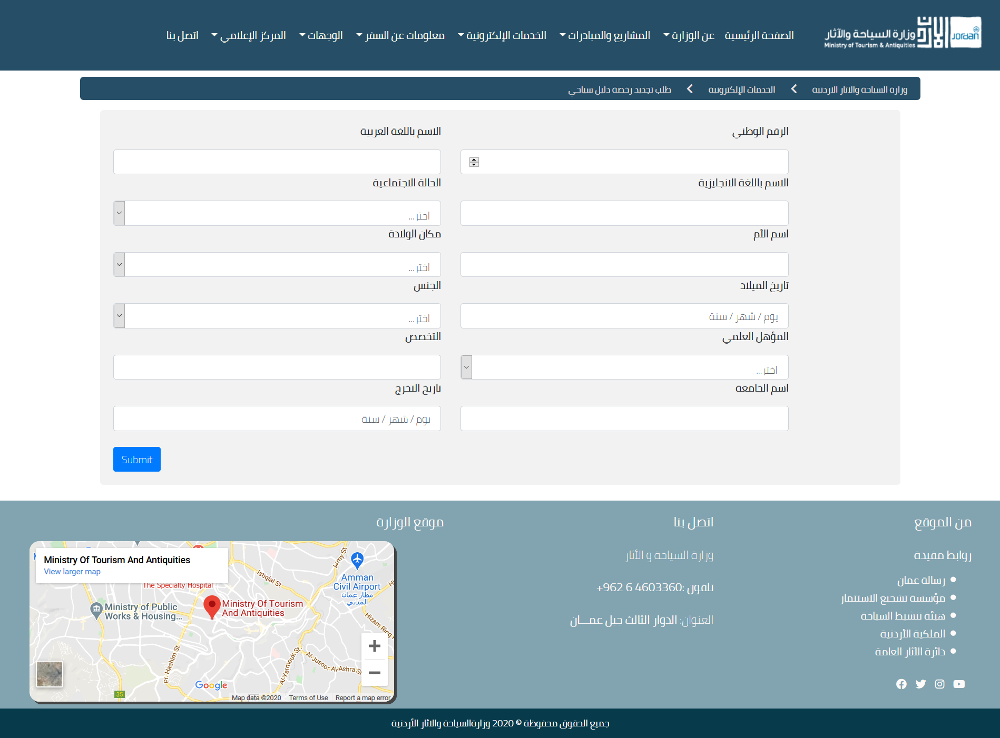 الأردن Jordan
وزارة السياحة والآثار
Ministry of Tourism & Antiquities
الصفحة الرئيسية
عن الوزارة
المشاريع والمبادرات
الخدمات الإلكترونية
معلومات عن السفر
الوجهات
المركز الإعلامي
اتصل بنا
وزارة السياحة والاثار الاردنية
الخدمات الإلكترونية
طلب تجديد رخصة دليل سياحي
الرقم الوطني
الاسم باللغة العربية
الاسم باللغة الانجليزية
الحالة الاجتماعية
اختر...
اسم الأم
مكان الولادة
اختر...
تاريخ الميلاد
الجنس
يوم / شهر / سنة
اختر...
المؤهل العلمي
التخصص
اختر...
اسم الجامعة
تاريخ التخرج
يوم / شهر / سنة
Submit
من الموقع
روابط مفيدة
رسالة عمان
مؤسسة تشجيع الاستثمار
هيئة تنشيط السياحة
الملكية الأردنية
دائرة الأثار العامة
اتصل بنا
وزارة السياحة و الأثار
تلفون :4603360 6 962+
العنوان: الدوار الثالث جبل عمـــان
موقع الوزارة
Ministry Of Tourism And Antiquities
View larger map
The Specialty Hospital
Istiqlal St
Army St
Amman
Civil Airport
مطار عمان
المدني
Ministry of Public
Works & Housing...
Ministry Of Tourism
And Antiquities
Hizam Ring
Pr. Hashim St
Al-Yarmouk St
Al-Jusoor Al-Ashra S
Google
35
Map data ©2020
Terms of Use
Report a map error
جميع الحقوق محفوظة © 2020 وزارةالسياحة والاثار الأردنية